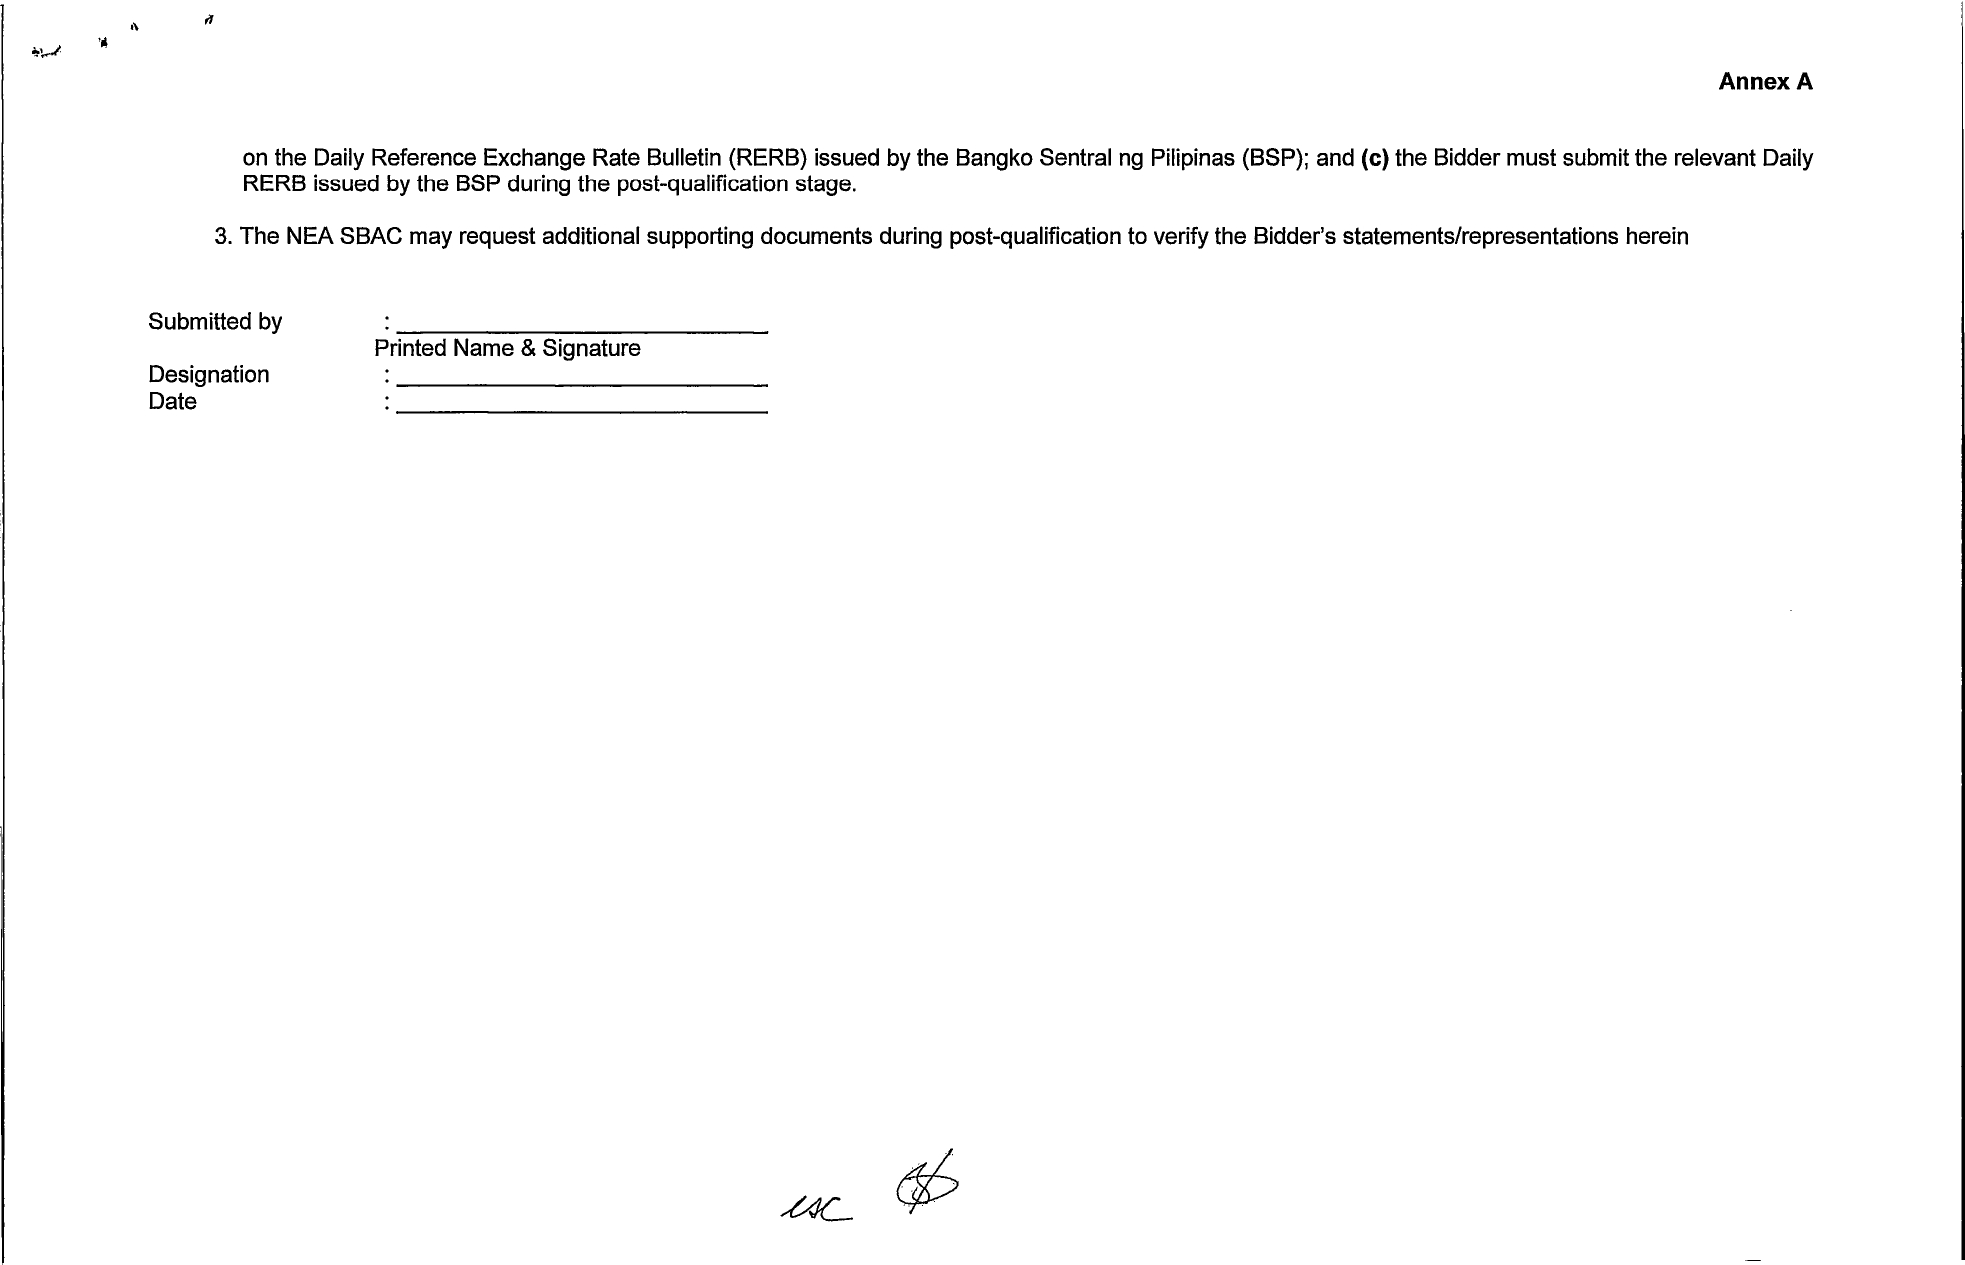 Annex A
on the Daily Reference Exchange Rate Bulletin (RERB) issued by the Bangko Sentral ng Pilipinas (BSP); and (c) the Bidder must submit the relevant Daily
RERB issued by the BSP during the post-qualification stage.
3. The NEA SBAC may request additional supporting documents during post-qualification to verify the Bidder's statements/representations herein
Submitted by : ____________________
Printed Name & Signature
Designation : ____________________
Date : ____________________